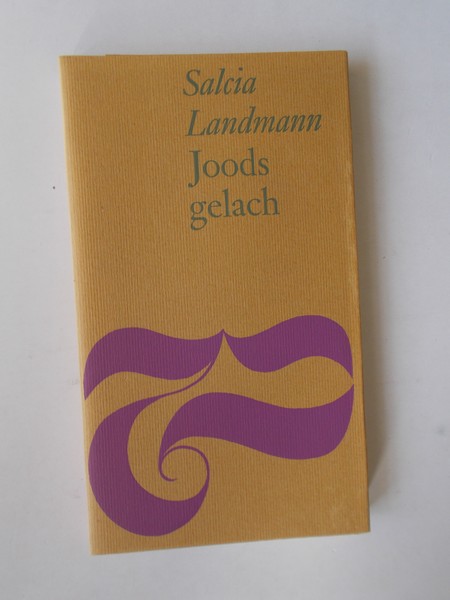 Salcia
Landmann
Joods
gelach